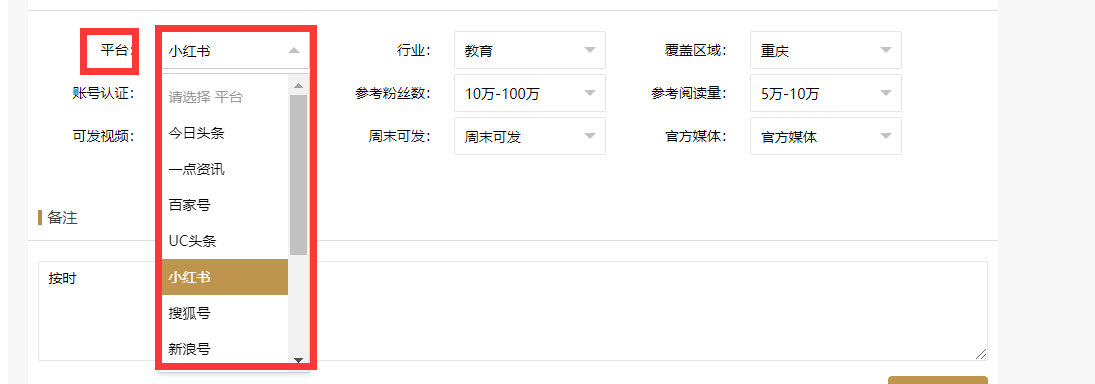 平台： 小红书 行业： 教育 覆盖区域： 重庆
账号认证： 参考粉丝数： 10万-100万 参考阅读量： 5万-10万
可发视频： 周末可发： 周末可发 官方媒体： 官方媒体
请选择 平台
今日头条
一点资讯
百家号
UC头条
小红书
搜狐号
新浪号
备注
按时